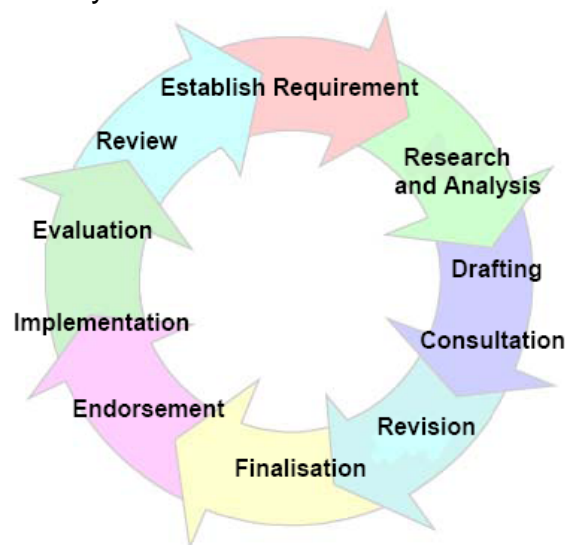 Establish Requirement
Research
and Analysis
Drafting
Consultation
Revision
Finalisation
Endorsement
Implementation
Evaluation
Review